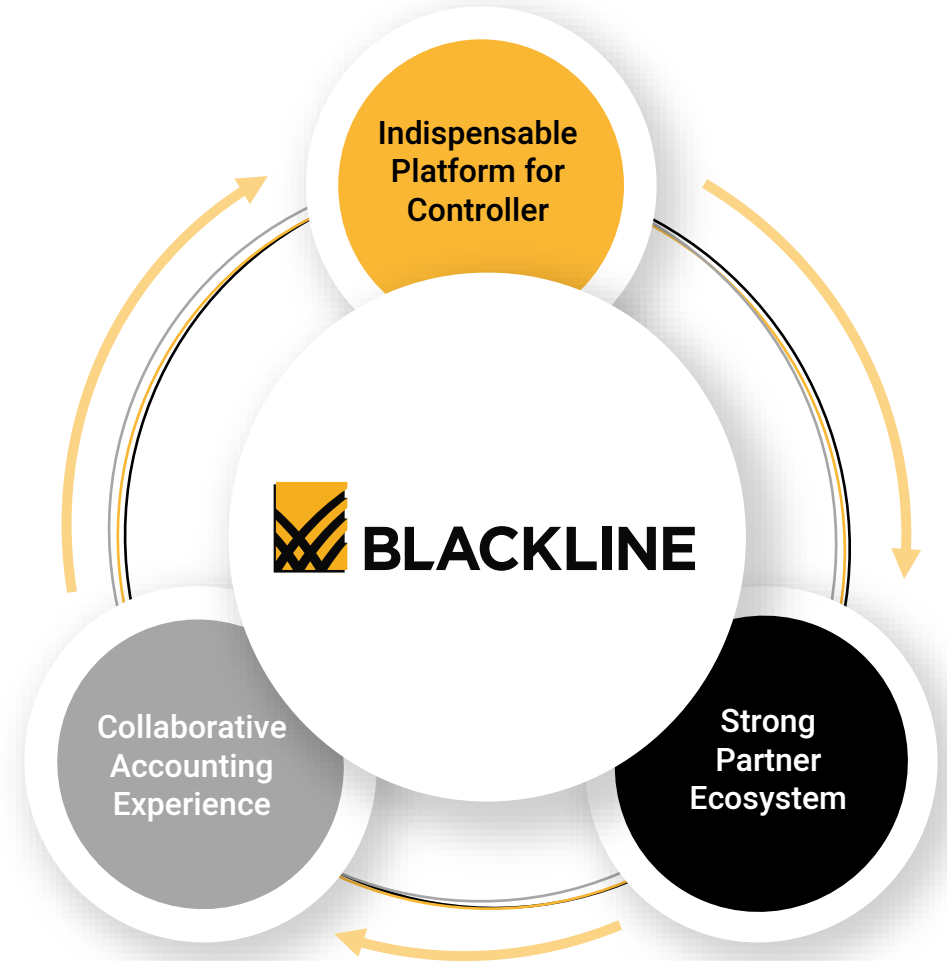 Indispensable
Platform for
Controller
BLACKLINE
Collaborative
Accounting
Experience
Strong
Partner
Ecosystem